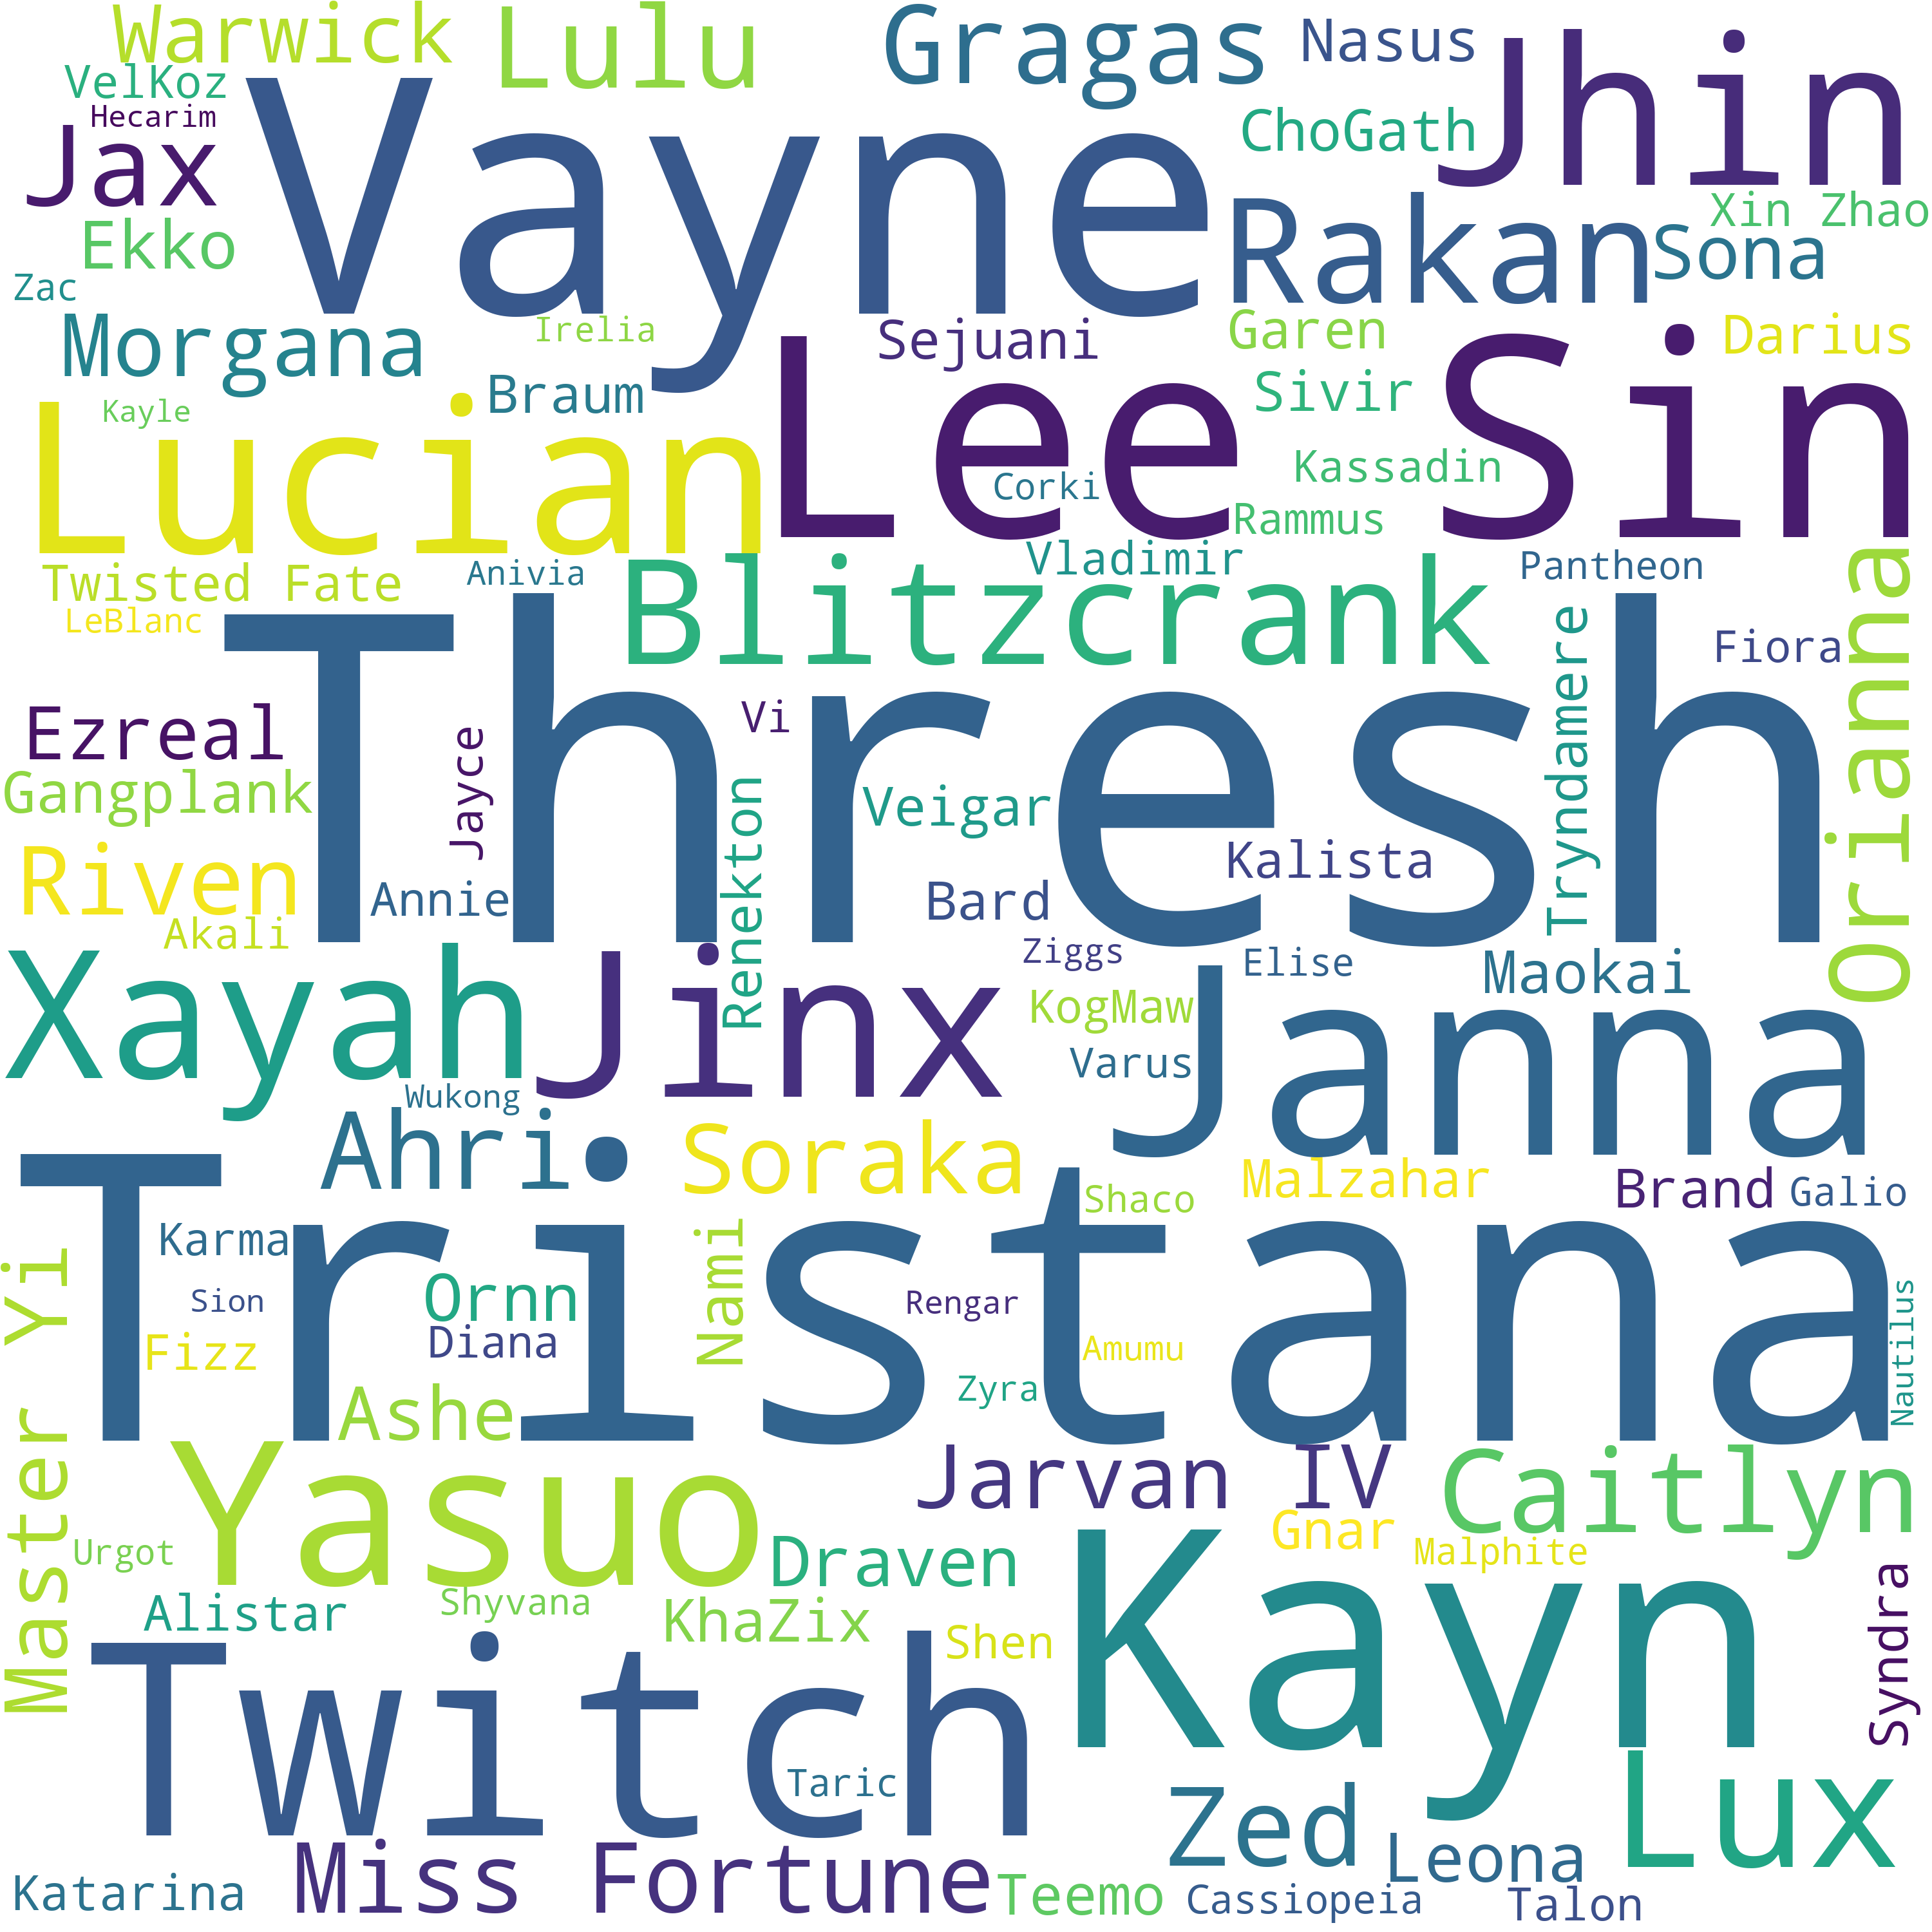 Warwick
Lulu
Gragas
Nasus
Jhin
VelKoz
Hecarim
Vayne
ChoGath
Jax
Rakan
Xin Zhao
Ekko
Sona
Zac
Morgana
Irelia
Sejuani
Garen
Darius
Kayle
Braum
Lee Sin
Sivir
Lucian
Corki
Kassadin
Rammus
Twisted Fate
Anivia
Blitzcrank
Vladimir
Pantheon
LeBlanc
Thresh
Tryndamere
Fiora
Orianna
Ezreal
Jayce
Vi
Gangplank
Renekton
Veigar
Riven
Annie
Bard
Kalista
Akali
Xayah
Jinx
Ziggs
Elise
Maokai
KogMaw
Janna
Wukong
Varus
Ahri
Soraka
Malzahar
Shaco
Brand
Galio
Tristana
Master Yi
Karma
Nami
Sion
Ornn
Rengar
Nautilus
Fizz
Diana
Amumu
Zyra
Ashe
Yasuo
Jarvan IV
Caitlyn
Urgot
Draven
Gnar
Malphite
Kayn
Alistar
Shyvana
KhaZix
Shen
Syndra
Twitch
Taric
Zed
Lux
Katarina
Miss Fortune
Teemo
Leona
Cassiopeia
Talon